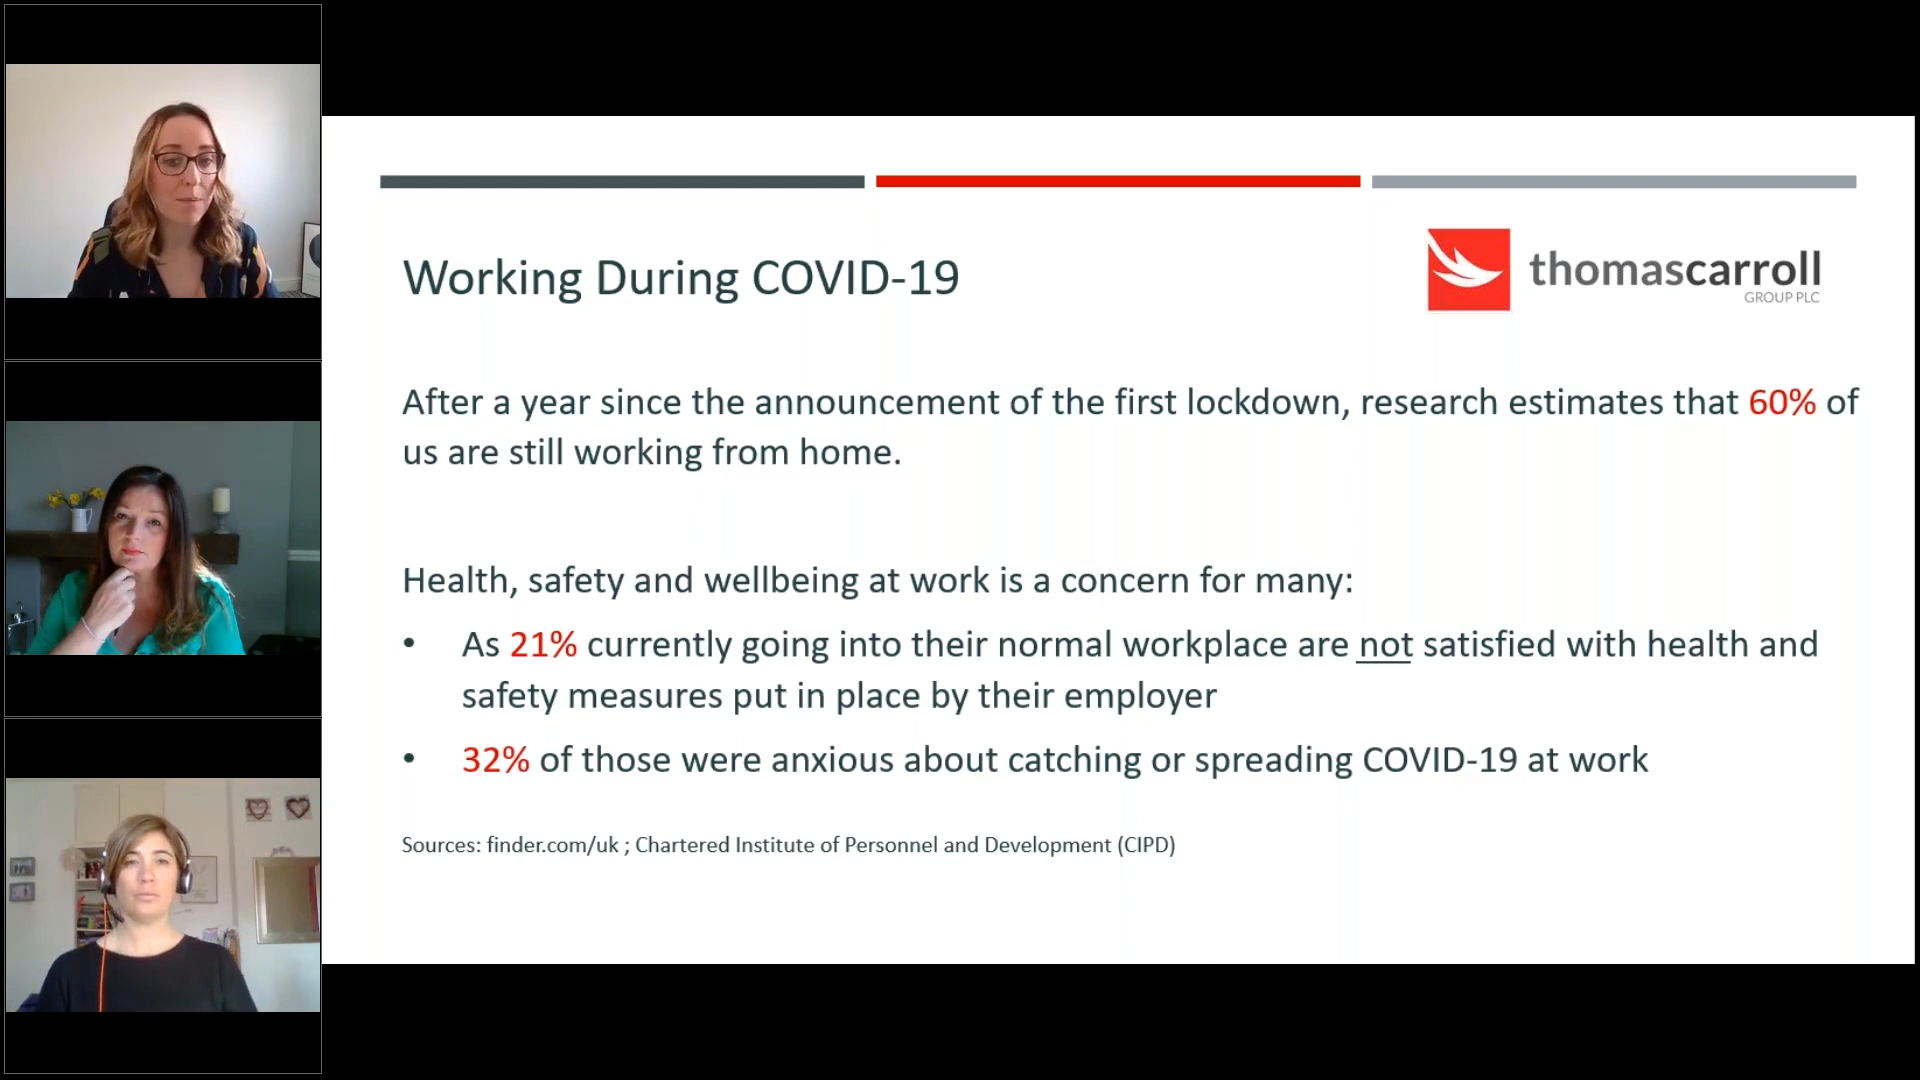 Working During COVID-19
thomascarroll
GROUP PLC
After a year since the announcement of the first lockdown, research estimates that 60% of
us are still working from home.
Health, safety and wellbeing at work is a concern for many:
• As 21% currently going into their normal workplace are not satisfied with health and
safety measures put in place by their employer
• 32% of those were anxious about catching or spreading COVID-19 at work
Sources: finder.com/uk ; Chartered Institute of Personnel and Development (CIPD)